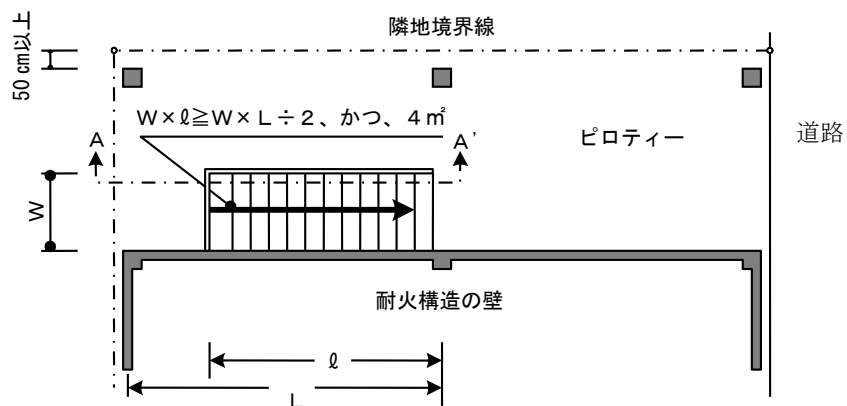 隣地境界線
50㎝以上
W×ℓ≧W×L÷2、かつ、4㎡
A
A'
ピロティー
道路
W
耐火構造の壁
ℓ
L